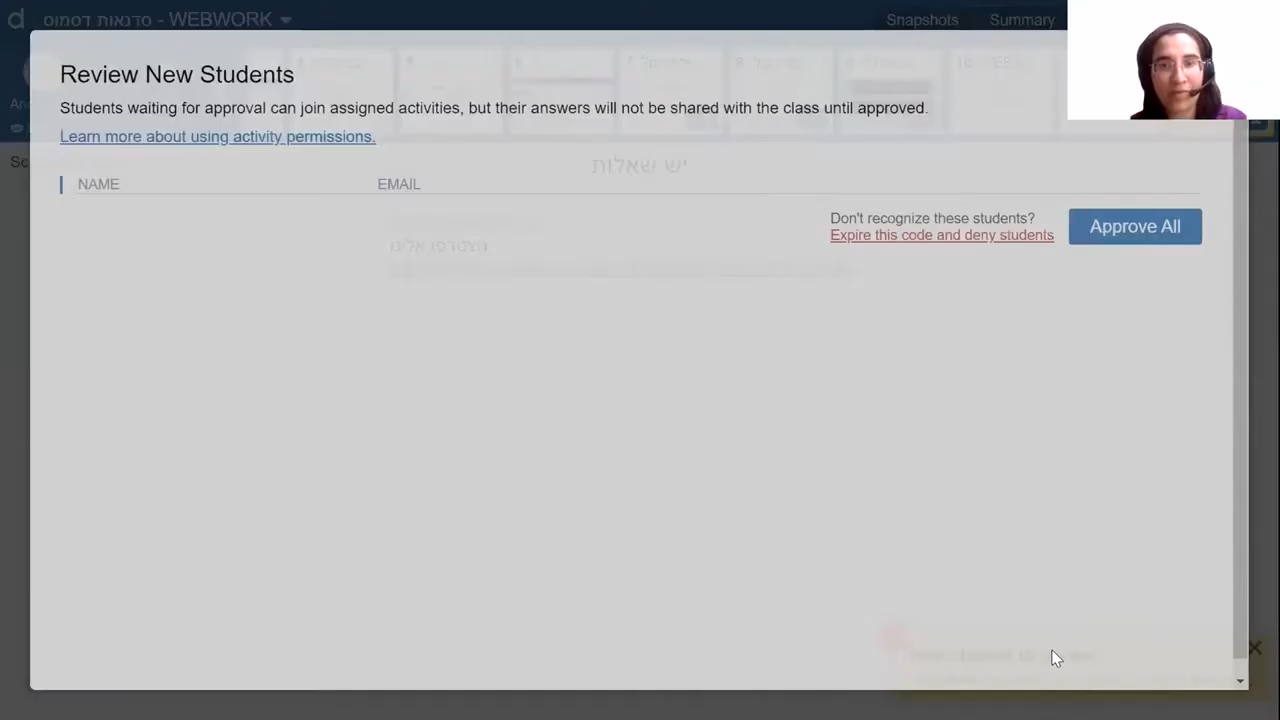 d סדנאות דסמוס - WEBWORK
Snapshots
Summary
Review New Students
Students waiting for approval can join assigned activities, but their answers will not be shared with the class until approved.
Learn more about using activity permissions.
יש שאלות
NAME
EMAIL
Don't recognize these students?
Expire this code and deny students
Approve All
הצטרפו אלינו